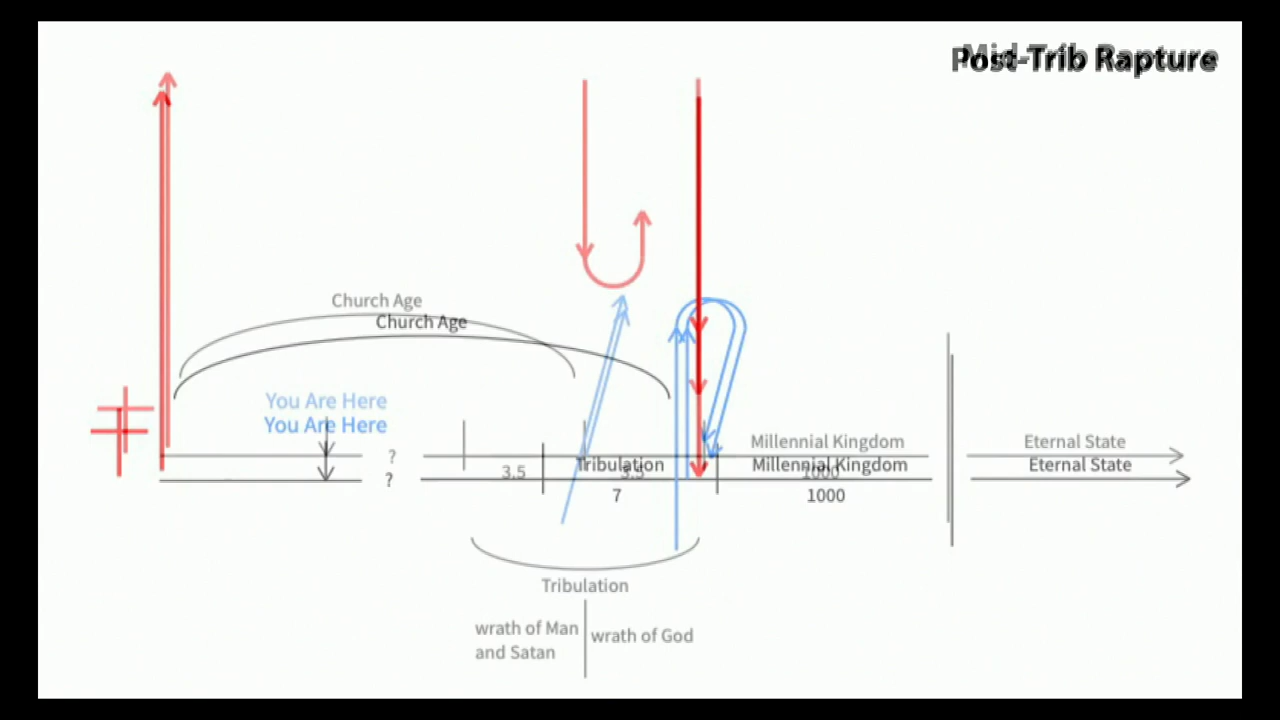 Mid-Trib Rapture
Post-Trib Rapture
Church Age
Church Age
You Are Here
You Are Here
?
?
3.5
3.5
Tribulation
7
Millennial Kingdom
Millennial Kingdom
1000
1000
Eternal State
Eternal State
Tribulation
wrath of Man
and Satan
wrath of God